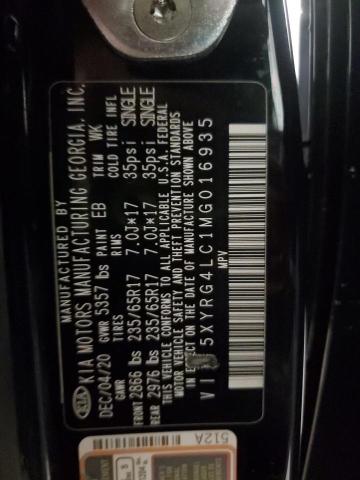 MANUFACTURED BY
KIA MOTORS MANUFACTURING GEORGIA, INC.
KIA
DEC/04/20 GVWR 5357 lbs PAINT EB TRIM WK
GAWR TIRES RIMS COLD TIRE INFL
FRONT 2866 lbs 235/65R17 7.0J*17 35psi SINGLE
REAR 2976 lbs 235/65R17 7.0J*17 35psi SINGLE
THIS VEHICLE CONFORMS TO ALL APPLICABLE U.S.A. FEDERAL
MOTOR VEHICLE SAFETY AND THEFT PREVENTION STANDARDS
IN EFFECT ON THE DATE OF MANUFACTURE SHOWN ABOVE.
5XYRG4LC1MG016935
MPV
512A